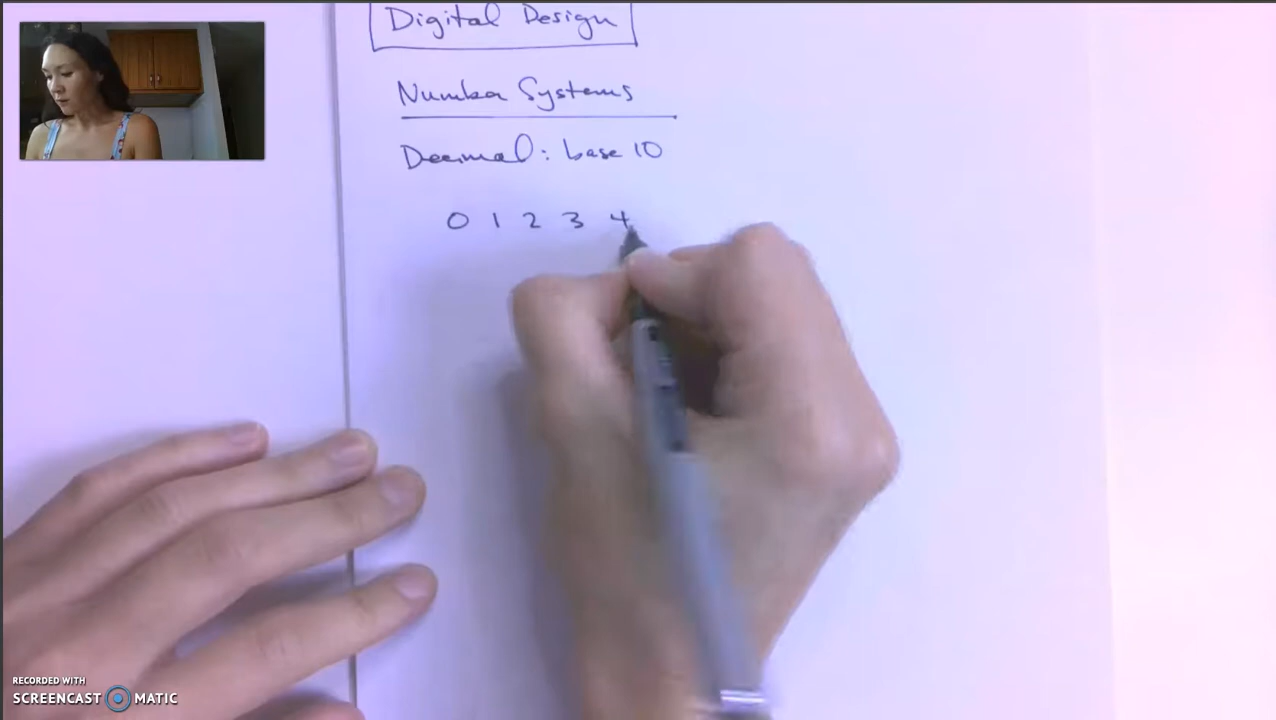 Digital Design
Number Systems
Decimal: base 10
0 1 2 3 4
RECORDED WITH
SCREENCAST MATIC